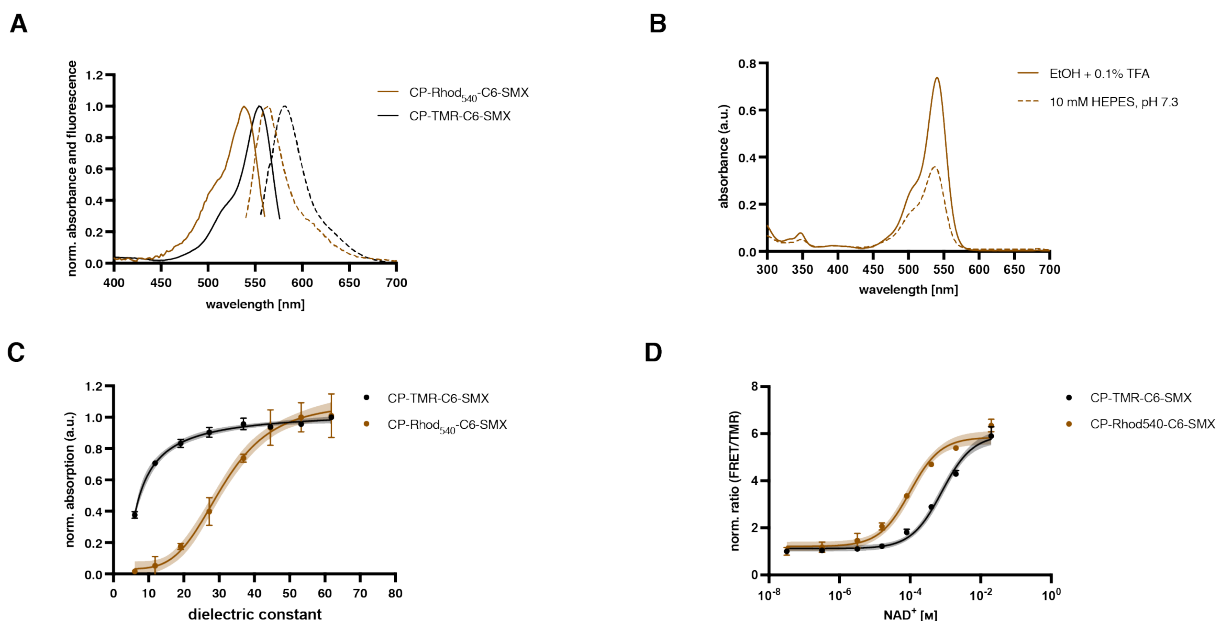 A
norm. absorbance and fluorescence
1.2
1.0
0.8
0.6
0.4
0.2
0.0
400 450 500 550 600 650 700
wavelength [nm]
CP-Rhod₅₄₀-C6-SMX
CP-TMR-C6-SMX
B
absorbance (a.u.)
0.8
0.6
0.4
0.2
0.0
300 350 400 450 500 550 600 650 700
wavelength [nm]
EtOH + 0.1% TFA
10 mM HEPES, pH 7.3
C
norm. absorption (a.u.)
1.2
1.0
0.8
0.6
0.4
0.2
0.0
0 10 20 30 40 50 60 70 80
dielectric constant
CP-TMR-C6-SMX
CP-Rhod₅₄₀-C6-SMX
D
norm. ratio (FRET/TMR)
8
6
4
2
0
10⁻⁸ 10⁻⁶ 10⁻⁴ 10⁻² 10⁰
NAD⁺ [M]
CP-TMR-C6-SMX
CP-Rhod540-C6-SMX